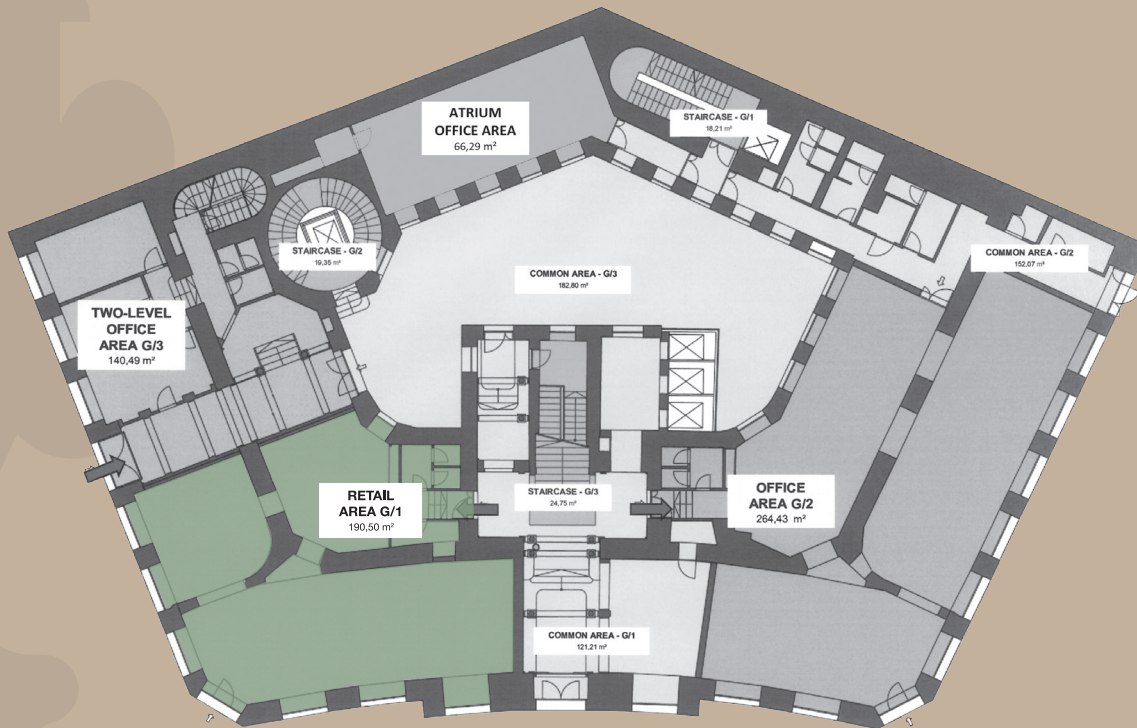 ATRIUM
OFFICE AREA
66,29 m²
STAIRCASE - G/1
18,21 m²
STAIRCASE - G/2
19,35 m²
COMMON AREA - G/3
182,80 m²
COMMON AREA - G/2
152,07 m²
TWO-LEVEL
OFFICE
AREA G/3
140,49 m²
RETAIL
AREA G/1
190,50 m²
STAIRCASE - G/3
24,75 m²
OFFICE
AREA G/2
264,43 m²
COMMON AREA - G/1
121,21 m²